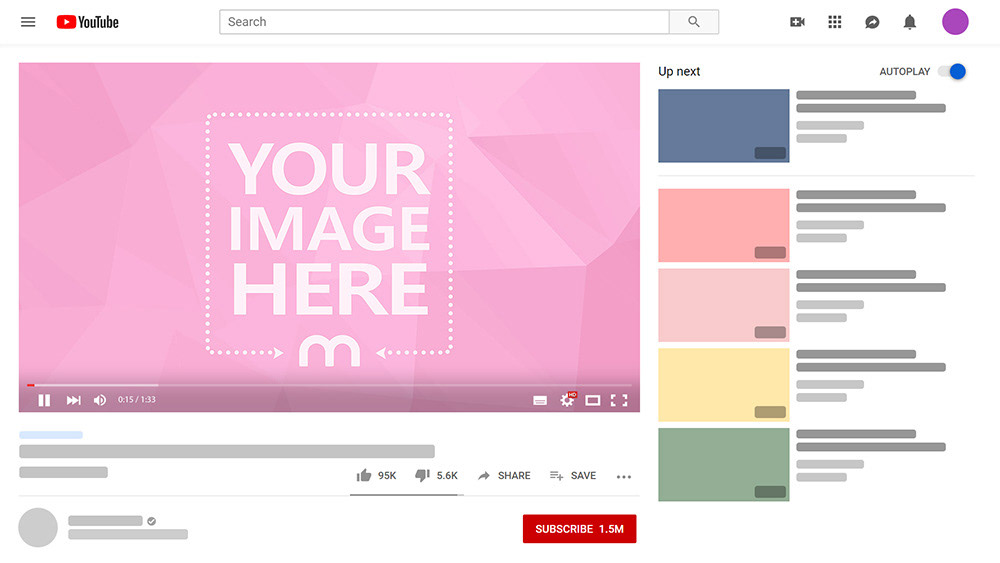 YouTube
Search
YOUR
IMAGE
HERE
m
0:15 / 1:33
HD
95K
5.6K
SHARE
SAVE
SUBSCRIBE 1.5M
Up next
AUTOPLAY